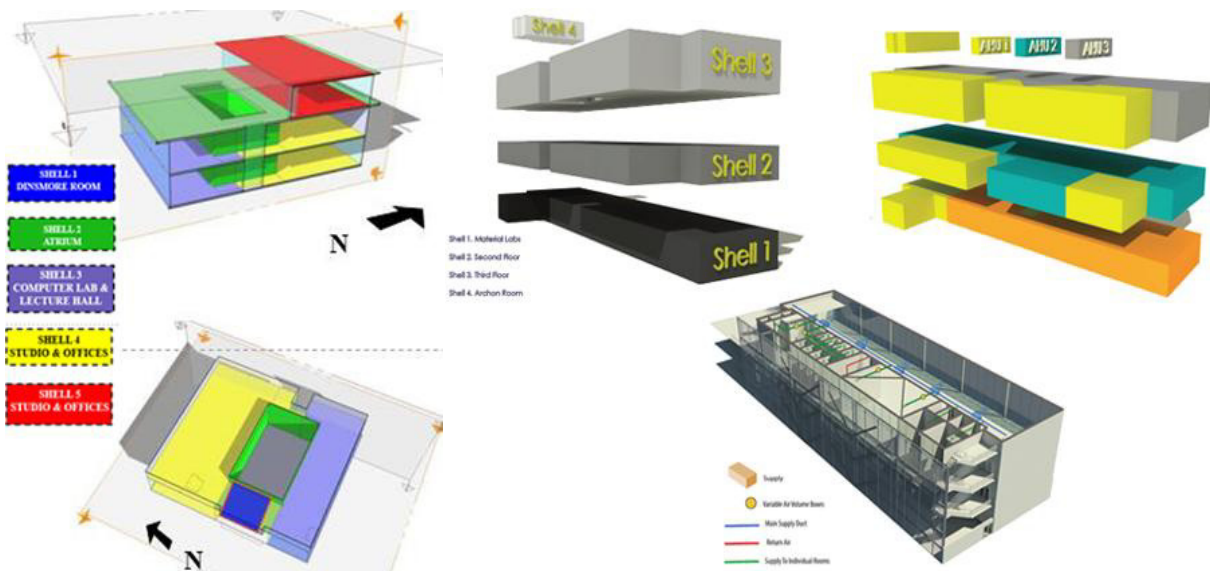 SHELL 1
DINSMORE ROOM
SHELL 2
ATRIUM
SHELL 3
COMPUTER LAB &
LECTURE HALL
SHELL 4
STUDIO & OFFICES
SHELL 5
STUDIO & OFFICES
N
N
Shell 4
Shell 3
Shell 2
Shell 1
Shell 1. Material Labs
Shell 2. Second Floor
Shell 3. Third Floor
Shell 4. Archon Room
AHU 1
AHU 2
AHU 3
Supply
Variable Air Volume Boxes
Main Supply Duct
Return Air
Supply To Individual Rooms